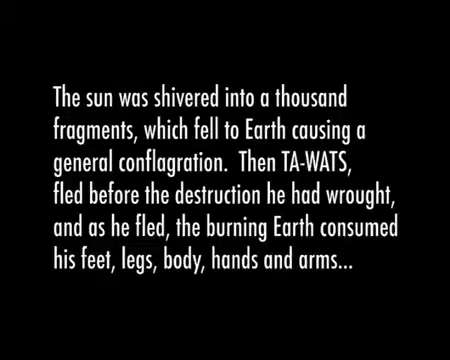 The sun was shivered into a thousand
fragments, which fell to Earth causing a
general conflagration.  Then TA-WATS,
fled before the destruction he had wrought,
and as he fled, the burning Earth consumed
his feet, legs, body, hands and arms...